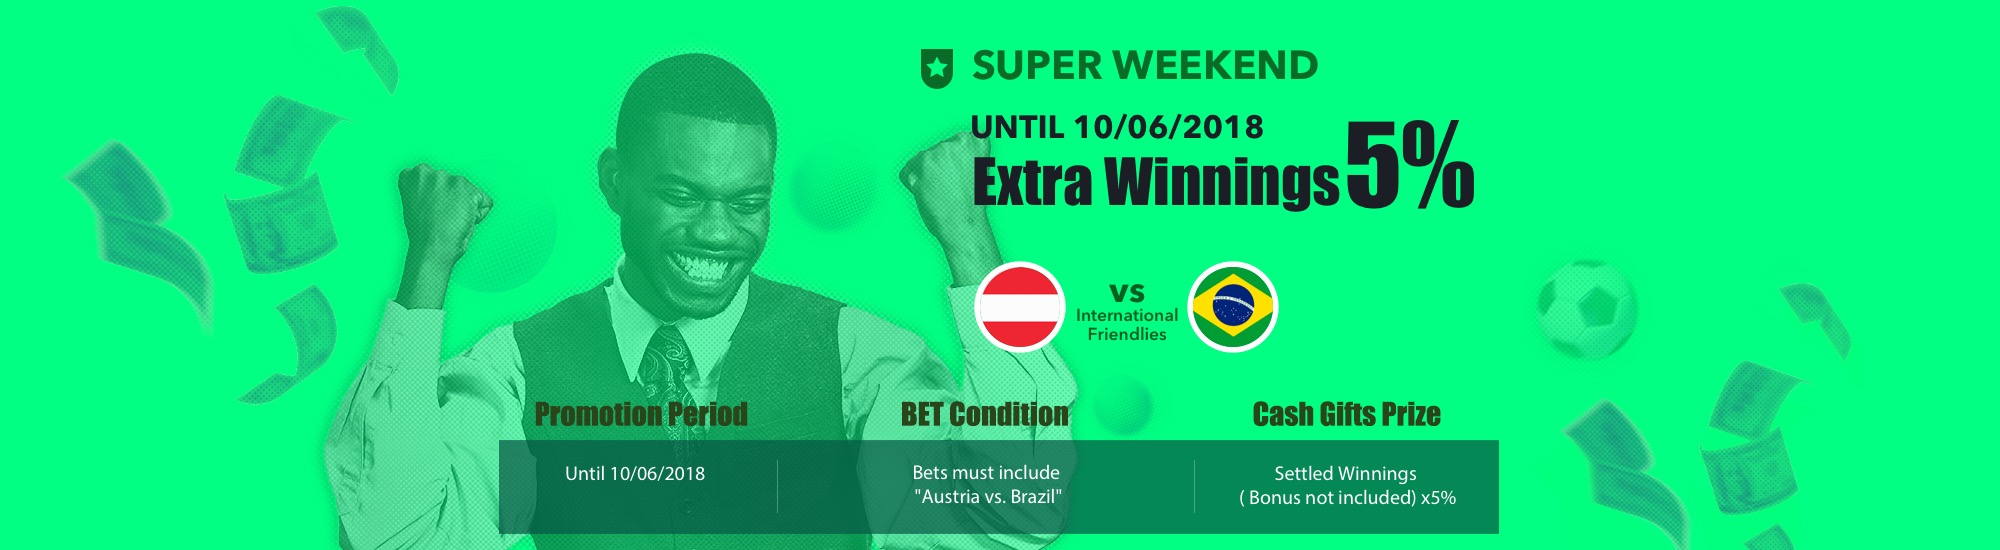 SUPER WEEKEND
UNTIL 10/06/2018
Extra Winnings 5%
VS
International
Friendlies
Promotion Period
BET Condition
Cash Gifts Prize
Until 10/06/2018
Bets must include
"Austria vs. Brazil"
Settled Winnings
( Bonus not included) x5%